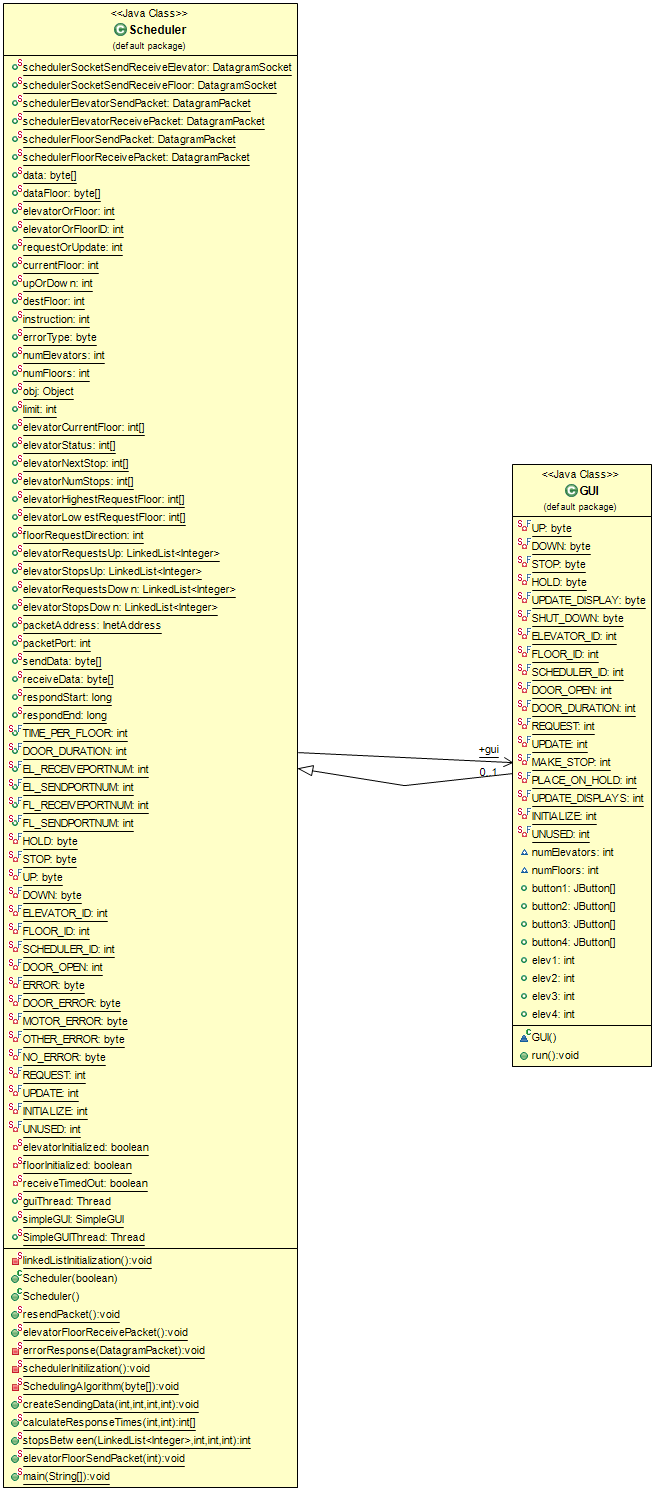 <<Java Class>>
Scheduler
(default package)
schedulerSocketSendReceiveElevator: DatagramSocket
schedulerSocketSendReceiveFloor: DatagramSocket
schedulerElevatorSendPacket: DatagramPacket
schedulerElevatorReceivePacket: DatagramPacket
schedulerFloorSendPacket: DatagramPacket
schedulerFloorReceivePacket: DatagramPacket
data: byte[]
dataFloor: byte[]
elevatorOrFloor: int
elevatorOrFloorID: int
requestOrUpdate: int
currentFloor: int
upOrDown: int
destFloor: int
instruction: int
errorType: byte
numElevators: int
numFloors: int
obj: Object
limit: int
elevatorCurrentFloor: int[]
elevatorStatus: int[]
elevatorNextStop: int[]
elevatorNumStops: int[]
elevatorHighestRequestFloor: int[]
elevatorLowestRequestFloor: int[]
floorRequestDirection: int
elevatorRequestsUp: LinkedList<Integer>
elevatorStopsUp: LinkedList<Integer>
elevatorRequestsDown: LinkedList<Integer>
elevatorStopsDown: LinkedList<Integer>
packetAddress: InetAddress
packetPort: int
sendData: byte[]
receiveData: byte[]
respondStart: long
respondEnd: long
TIME_PER_FLOOR: int
DOOR_DURATION: int
EL_RECEIVEPORTNUM: int
EL_SENDPORTNUM: int
FL_RECEIVEPORTNUM: int
FL_SENDPORTNUM: int
HOLD: byte
STOP: byte
UP: byte
DOWN: byte
ELEVATOR_ID: int
FLOOR_ID: int
SCHEDULER_ID: int
DOOR_OPEN: int
ERROR: byte
DOOR_ERROR: byte
MOTOR_ERROR: byte
OTHER_ERROR: byte
NO_ERROR: byte
REQUEST: int
UPDATE: int
INITIALIZE: int
UNUSED: int
elevatorInitialized: boolean
floorInitialized: boolean
receiveTimedOut: boolean
guiThread: Thread
simpleGUI: SimpleGUI
SimpleGUIThread: Thread
linkedListInitialization():void
Scheduler(boolean)
Scheduler()
resendPacket():void
elevatorFloorReceivePacket():void
errorResponse(DatagramPacket):void
schedulerInitilization():void
SchedulingAlgorithm(byte[]):void
createSendingData(int,int,int,int):void
calculateResponseTimes(int,int):int[]
stopsBetween(LinkedList<Integer>,int,int,int):int
elevatorFloorSendPacket(int):void
main(String[]):void
+gui
0..1
<<Java Class>>
GUI
(default package)
UP: byte
DOWN: byte
STOP: byte
HOLD: byte
UPDATE_DISPLAY: byte
SHUT_DOWN: byte
ELEVATOR_ID: int
FLOOR_ID: int
SCHEDULER_ID: int
DOOR_OPEN: int
DOOR_DURATION: int
REQUEST: int
UPDATE: int
MAKE_STOP: int
PLACE_ON_HOLD: int
UPDATE_DISPLAYS: int
INITIALIZE: int
UNUSED: int
numElevators: int
numFloors: int
button1: JButton[]
button2: JButton[]
button3: JButton[]
button4: JButton[]
elev1: int
elev2: int
elev3: int
elev4: int
GUI()
run():void